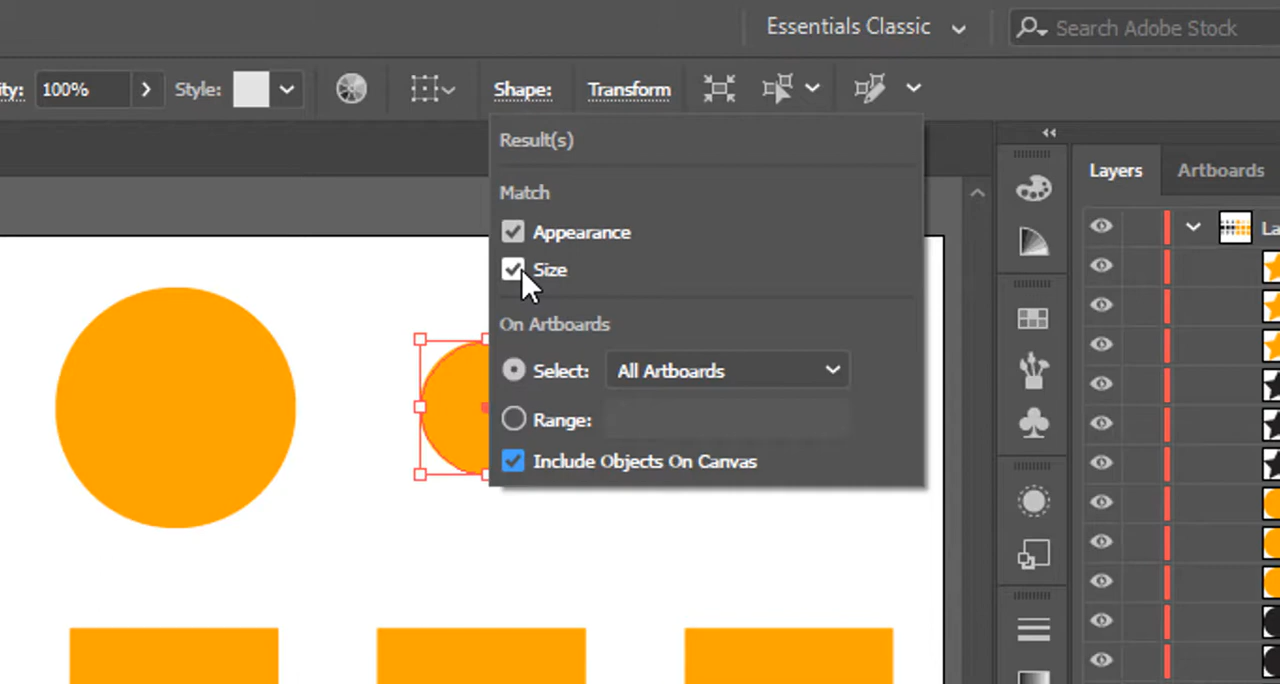 Essentials Classic
Search Adobe Stock
ity: 100% Style: Shape: Transform
Result(s)
Match
Layers Artboards
Appearance
La
Size
On Artboards
Select: All Artboards
Range:
Include Objects On Canvas